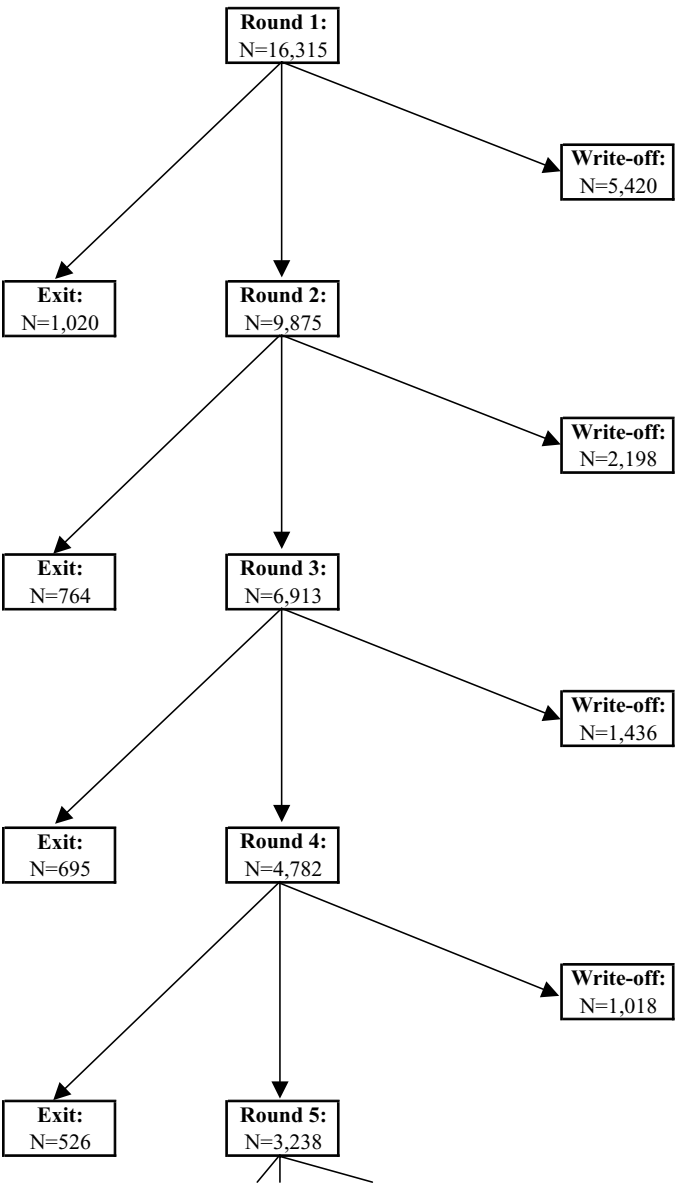 Round 1:
N=16,315
Write-off:
N=5,420
Exit:
N=1,020
Round 2:
N=9,875
Write-off:
N=2,198
Exit:
N=764
Round 3:
N=6,913
Write-off:
N=1,436
Exit:
N=695
Round 4:
N=4,782
Write-off:
N=1,018
Exit:
N=526
Round 5:
N=3,238